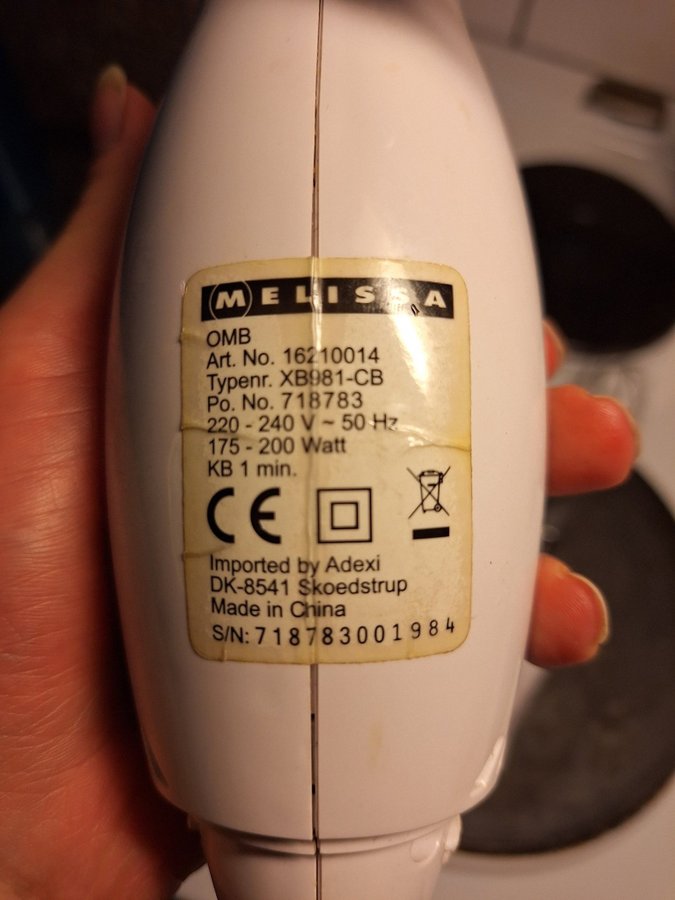 MELISSA
OMB
Art. No. 16210014
Typenr. XB981-CB
Po. No. 718783
220 - 240 V ~ 50 Hz
175 - 200 Watt
KB 1 min.
CE
Imported by Adexi
DK-8541 Skoedstrup
Made in China
S/N: 718783001984